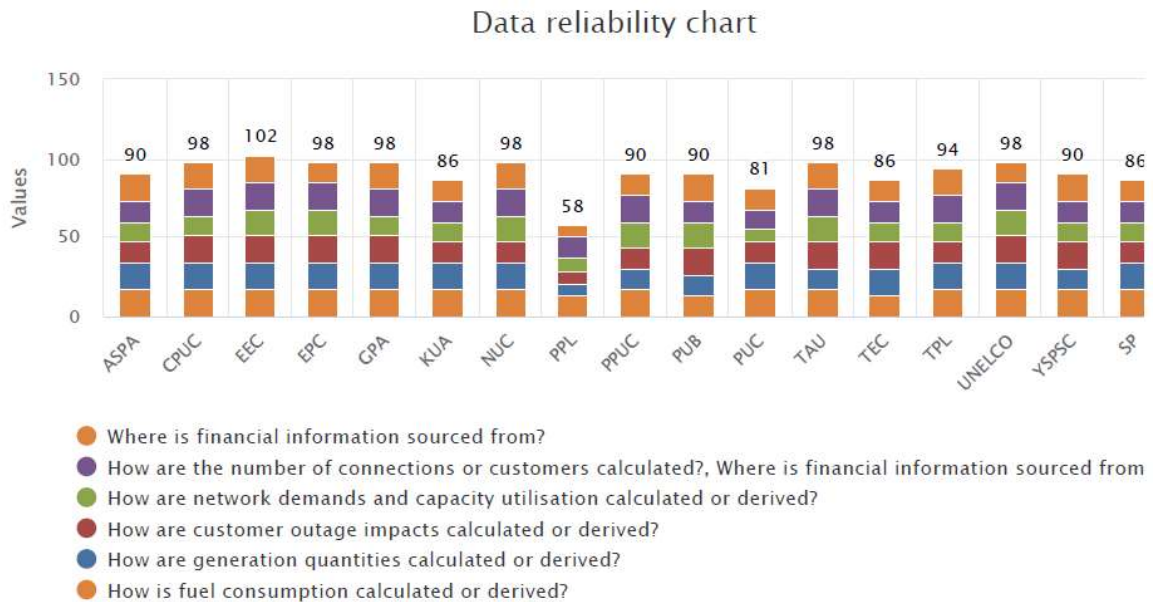 Data reliability chart
150
100
50
0
Values
90
98
102
98
98
86
98
58
90
90
81
98
86
94
98
90
86
ASPA
CPUC
EEC
EPC
GPA
KUA
NUC
PPL
PPUC
PUB
PUC
TAU
TEC
TPL
UNELCO
YSPSC
SP
Where is financial information sourced from?
How are the number of connections or customers calculated?, Where is financial information sourced from
How are network demands and capacity utilisation calculated or derived?
How are customer outage impacts calculated or derived?
How are generation quantities calculated or derived?
How is fuel consumption calculated or derived?